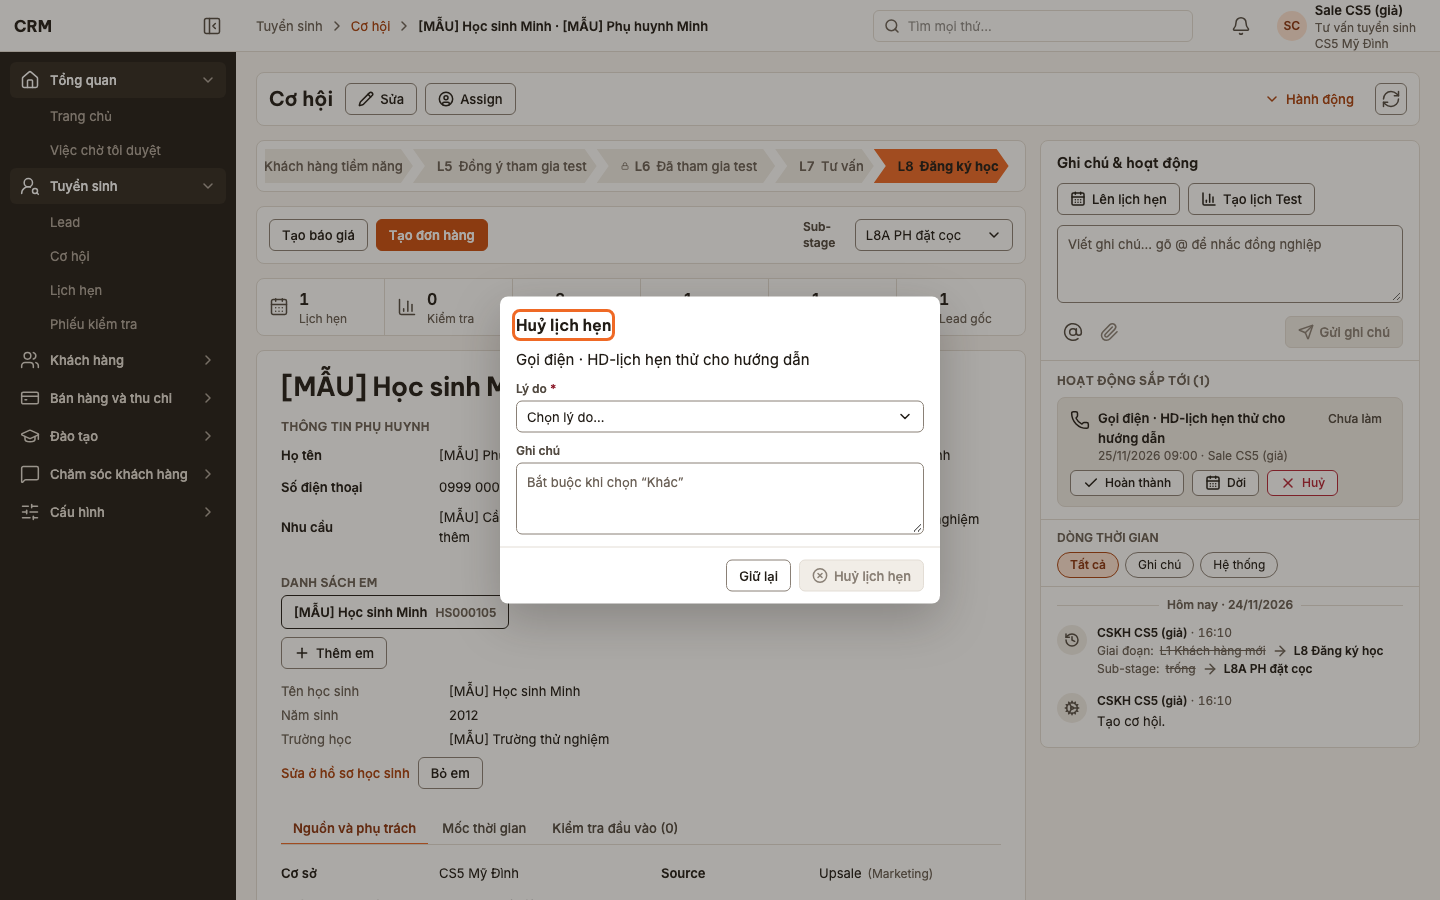 CRM
Tuyển sinh > Cơ hội > [MẪU] Học sinh Minh · [MẪU] Phụ huynh Minh
Tìm mọi thứ...
SC
Sale CS5 (giả)
Tư vấn tuyển sinh
CS5 Mỹ Đình
Tổng quan
Trang chủ
Việc chờ tôi duyệt
Tuyển sinh
Lead
Cơ hội
Lịch hẹn
Phiếu kiểm tra
Khách hàng
Bán hàng và thu chi
Đào tạo
Chăm sóc khách hàng
Cấu hình
Cơ hội
Sửa
Assign
Hành động
Khách hàng tiềm năng
L5 Đồng ý tham gia test
L6 Đã tham gia test
L7 Tư vấn
L8 Đăng ký học
Tạo báo giá
Tạo đơn hàng
Sub-
stage
L8A PH đặt cọc
1
Lịch hẹn
0
Kiểm tra
1
Lead gốc
[MẪU] Học sinh
THÔNG TIN PHỤ HUYNH
Họ tên
[MẪU]
Số điện thoại
0999 000
Nhu cầu
[MẪU]
thêm
DANH SÁCH EM
[MẪU] Học sinh Minh HS000105
Thêm em
Tên học sinh
[MẪU] Học sinh Minh
Năm sinh
2012
Trường học
[MẪU] Trường thử nghiệm
Sửa ở hồ sơ học sinh
Bỏ em
Nguồn và phụ trách
Mốc thời gian
Kiểm tra đầu vào (0)
Cơ sở
CS5 Mỹ Đình
Source
Upsale (Marketing)
Huỷ lịch hẹn
Gọi điện · HD-lịch hẹn thử cho hướng dẫn
Lý do *
Chọn lý do...
Ghi chú
Bắt buộc khi chọn “Khác”
Giữ lại
Huỷ lịch hẹn
Ghi chú & hoạt động
Lên lịch hẹn
Tạo lịch Test
Viết ghi chú... gõ @ để nhắc đồng nghiệp
Gửi ghi chú
HOẠT ĐỘNG SẮP TỚI (1)
Gọi điện · HD-lịch hẹn thử cho
hướng dẫn
Chưa làm
25/11/2026 09:00 · Sale CS5 (giả)
Hoàn thành
Dời
Huỷ
DÒNG THỜI GIAN
Tất cả
Ghi chú
Hệ thống
Hôm nay · 24/11/2026
CSKH CS5 (giả) · 16:10
Giai đoạn: L1 Khách hàng mới → L8 Đăng ký học
Sub-stage: trống → L8A PH đặt cọc
CSKH CS5 (giả) · 16:10
Tạo cơ hội.